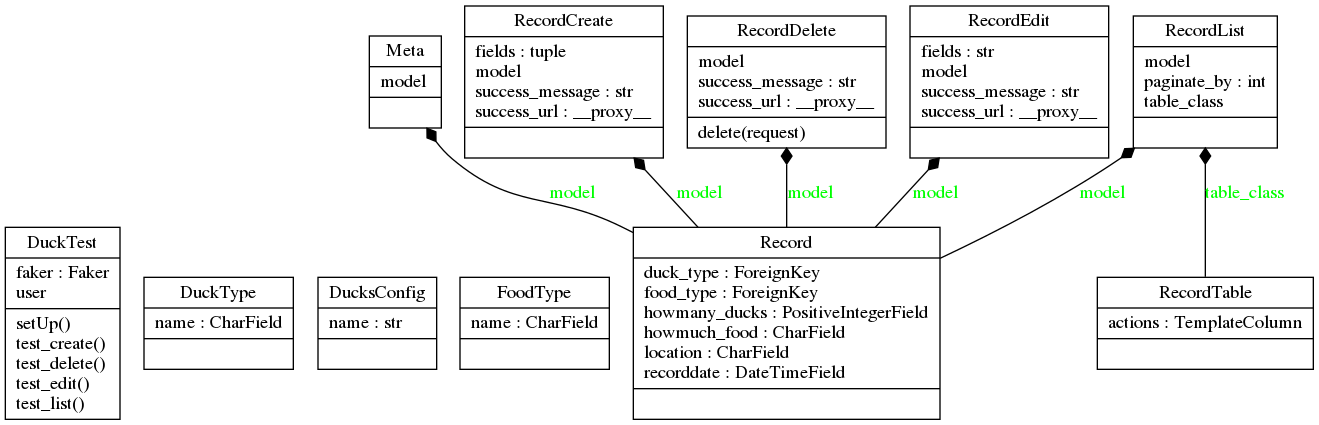 Meta
model
RecordCreate
fields : tuple
model
success_message : str
success_url : __proxy__
RecordDelete
model
success_message : str
success_url : __proxy__
delete(request)
RecordEdit
fields : str
model
success_message : str
success_url : __proxy__
RecordList
model
paginate_by : int
table_class
model
model
model
model
model
table_class
DuckTest
faker : Faker
user
setUp()
test_create()
test_delete()
test_edit()
test_list()
DuckType
name : CharField
DucksConfig
name : str
FoodType
name : CharField
Record
duck_type : ForeignKey
food_type : ForeignKey
howmany_ducks : PositiveIntegerField
howmuch_food : CharField
location : CharField
recorddate : DateTimeField
RecordTable
actions : TemplateColumn